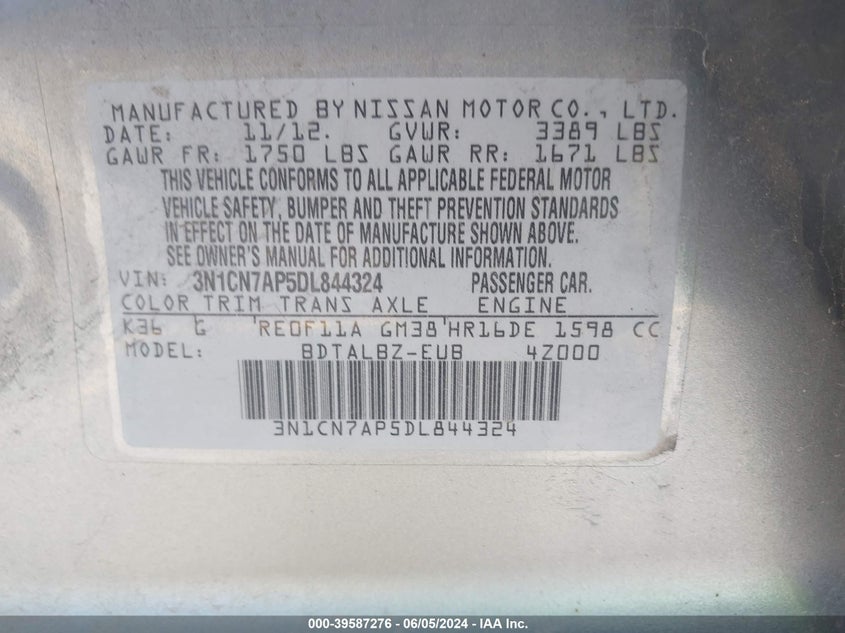 MANUFACTURED BY NISSAN MOTOR CO., LTD.
DATE: 11/12. GVWR: 3389 LBS
GAWR FR: 1750 LBS GAWR RR: 1671 LBS
THIS VEHICLE CONFORMS TO ALL APPLICABLE FEDERAL MOTOR
VEHICLE SAFETY, BUMPER AND THEFT PREVENTION STANDARDS
IN EFFECT ON THE DATE OF MANUFACTURE SHOWN ABOVE.
SEE OWNER'S MANUAL FOR ADDITIONAL INFORMATION.
VIN: 3N1CN7AP5DL844324 PASSENGER CAR.
COLOR TRIM TRANS AXLE ENGINE
K36 G RE0F11A GM38 HR16DE 1598 CC
MODEL: BDTALBZ-EUB 4Z000
3N1CN7AP5DL844324
000-39587276 - 06/05/2024 - IAA Inc.